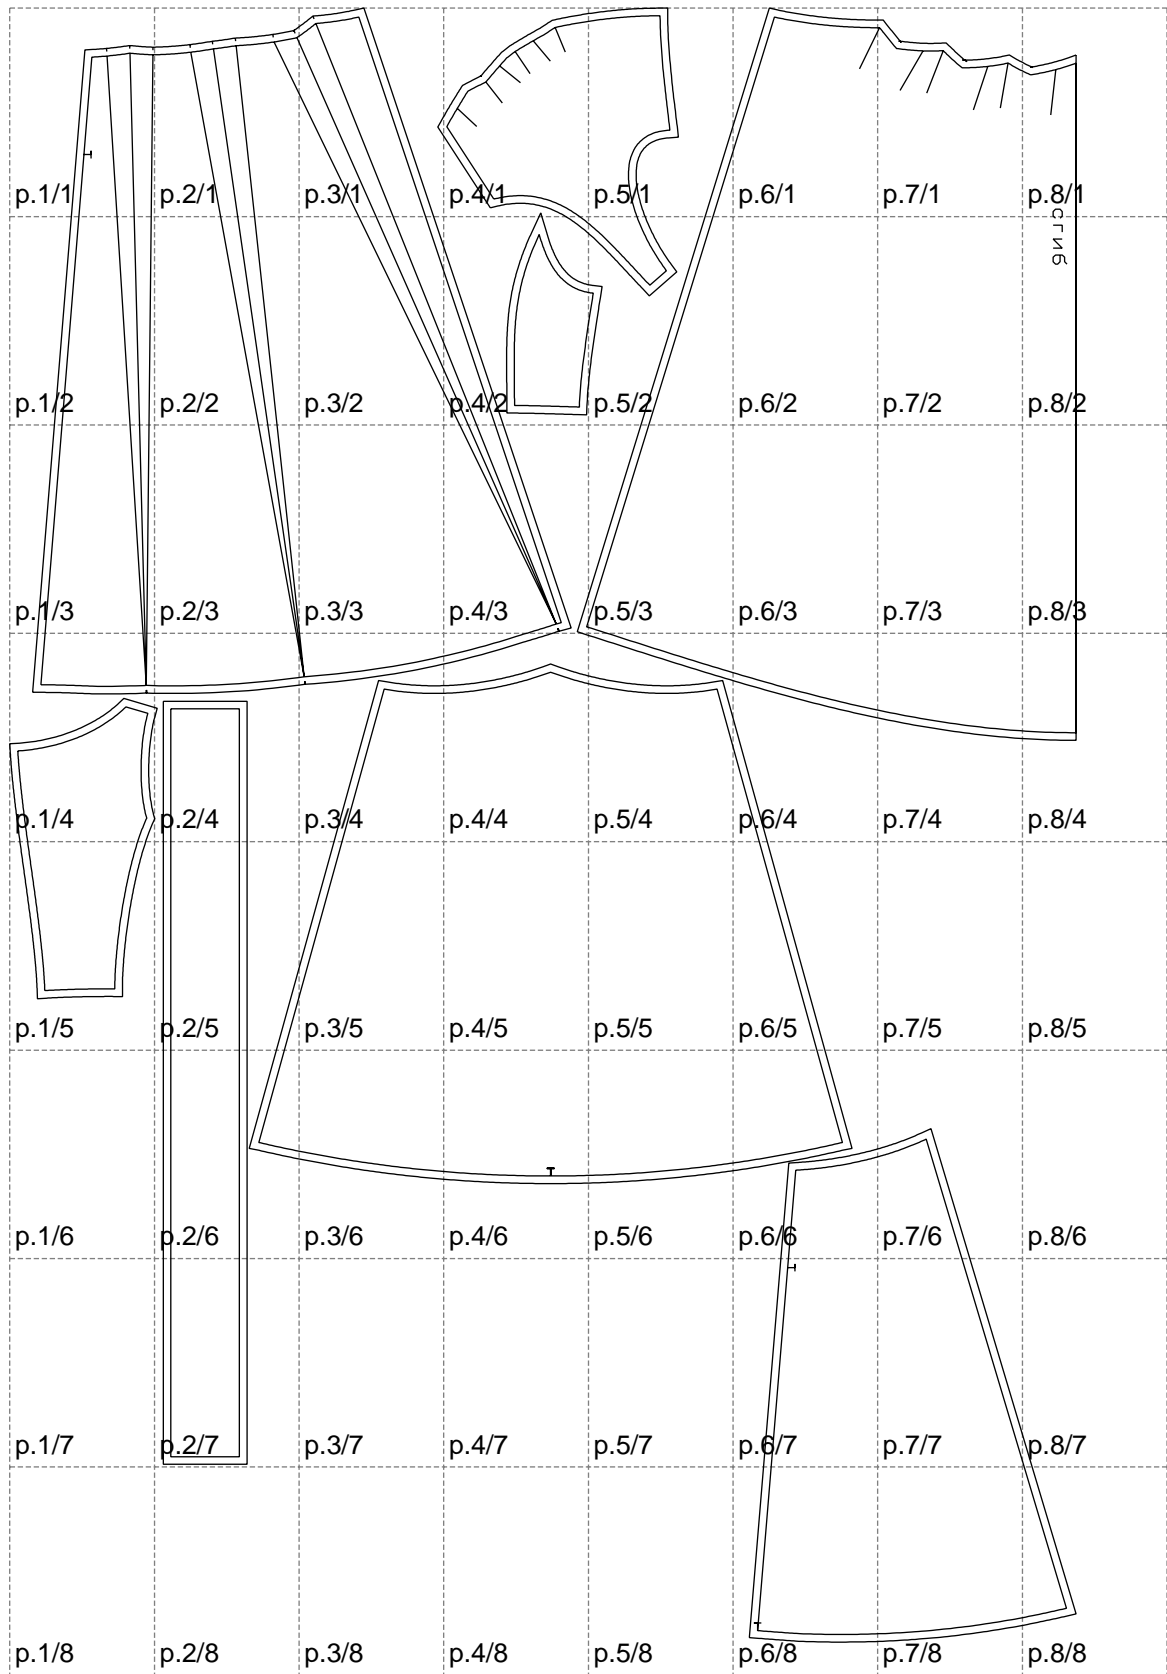 p.1/1 p.2/1 p.3/1 p.4/1 p.5/1 p.6/1 p.7/1 p.8/1
сгиб
p.1/2 p.2/2 p.3/2 p.4/2 p.5/2 p.6/2 p.7/2 p.8/2
p.1/3 p.2/3 p.3/3 p.4/3 p.5/3 p.6/3 p.7/3 p.8/3
p.1/4 p.2/4 p.3/4 p.4/4 p.5/4 p.6/4 p.7/4 p.8/4
p.1/5 p.2/5 p.3/5 p.4/5 p.5/5 p.6/5 p.7/5 p.8/5
p.1/6 p.2/6 p.3/6 p.4/6 p.5/6 p.6/6 p.7/6 p.8/6
p.1/7 p.2/7 p.3/7 p.4/7 p.5/7 p.6/7 p.7/7 p.8/7
p.1/8 p.2/8 p.3/8 p.4/8 p.5/8 p.6/8 p.7/8 p.8/8